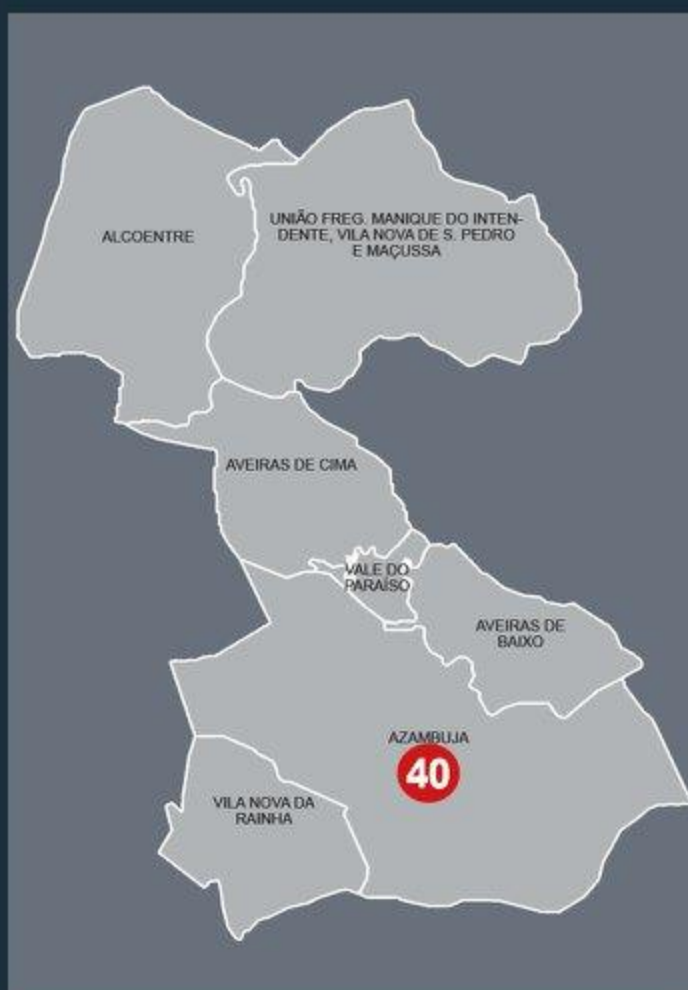 ALCOENTRE
UNIÃO FREG. MANIQUE DO INTEN-
DENTE, VILA NOVA DE S. PEDRO
E MAÇUSSA
AVEIRAS DE CIMA
VALE DO
PARAÍSO
AVEIRAS DE
BAIXO
AZAMBUJA
40
VILA NOVA DA
RAINHA